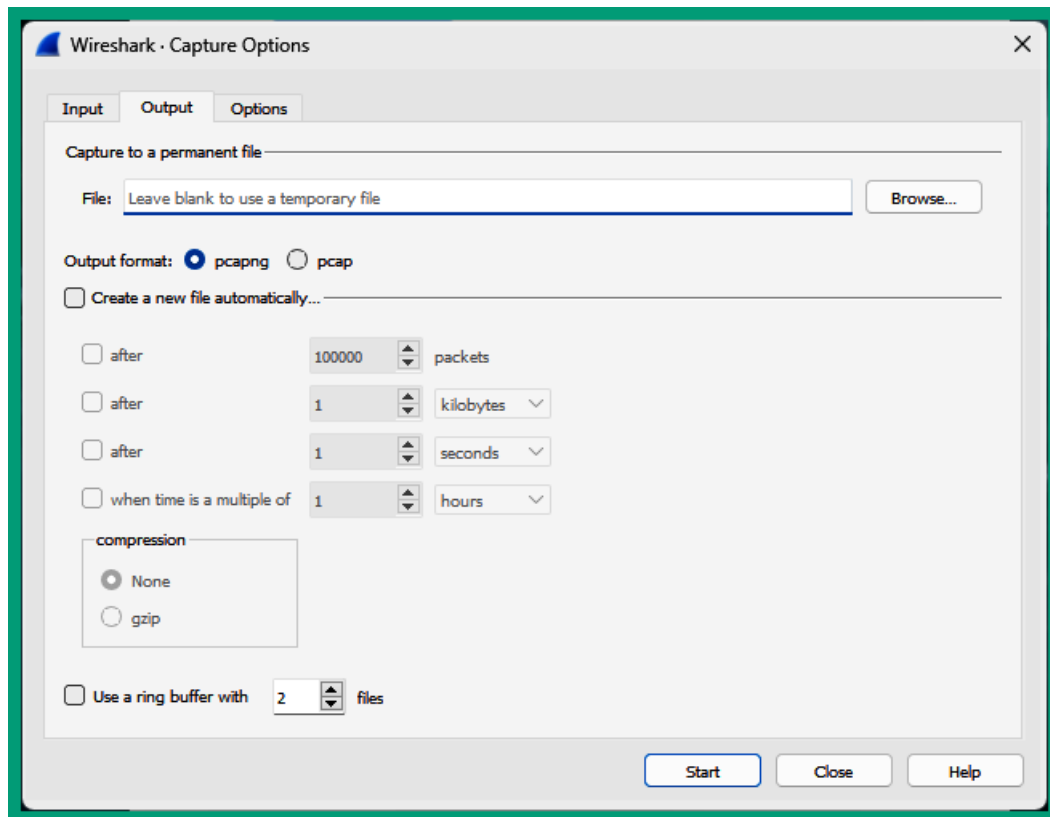 Wireshark · Capture Options
Input Output Options
Capture to a permanent file
File: Leave blank to use a temporary file Browse...
Output format: pcapng pcap
Create a new file automatically...
after 100000 packets
after 1 kilobytes
after 1 seconds
when time is a multiple of 1 hours
compression
None
gzip
Use a ring buffer with 2 files
Start Close Help